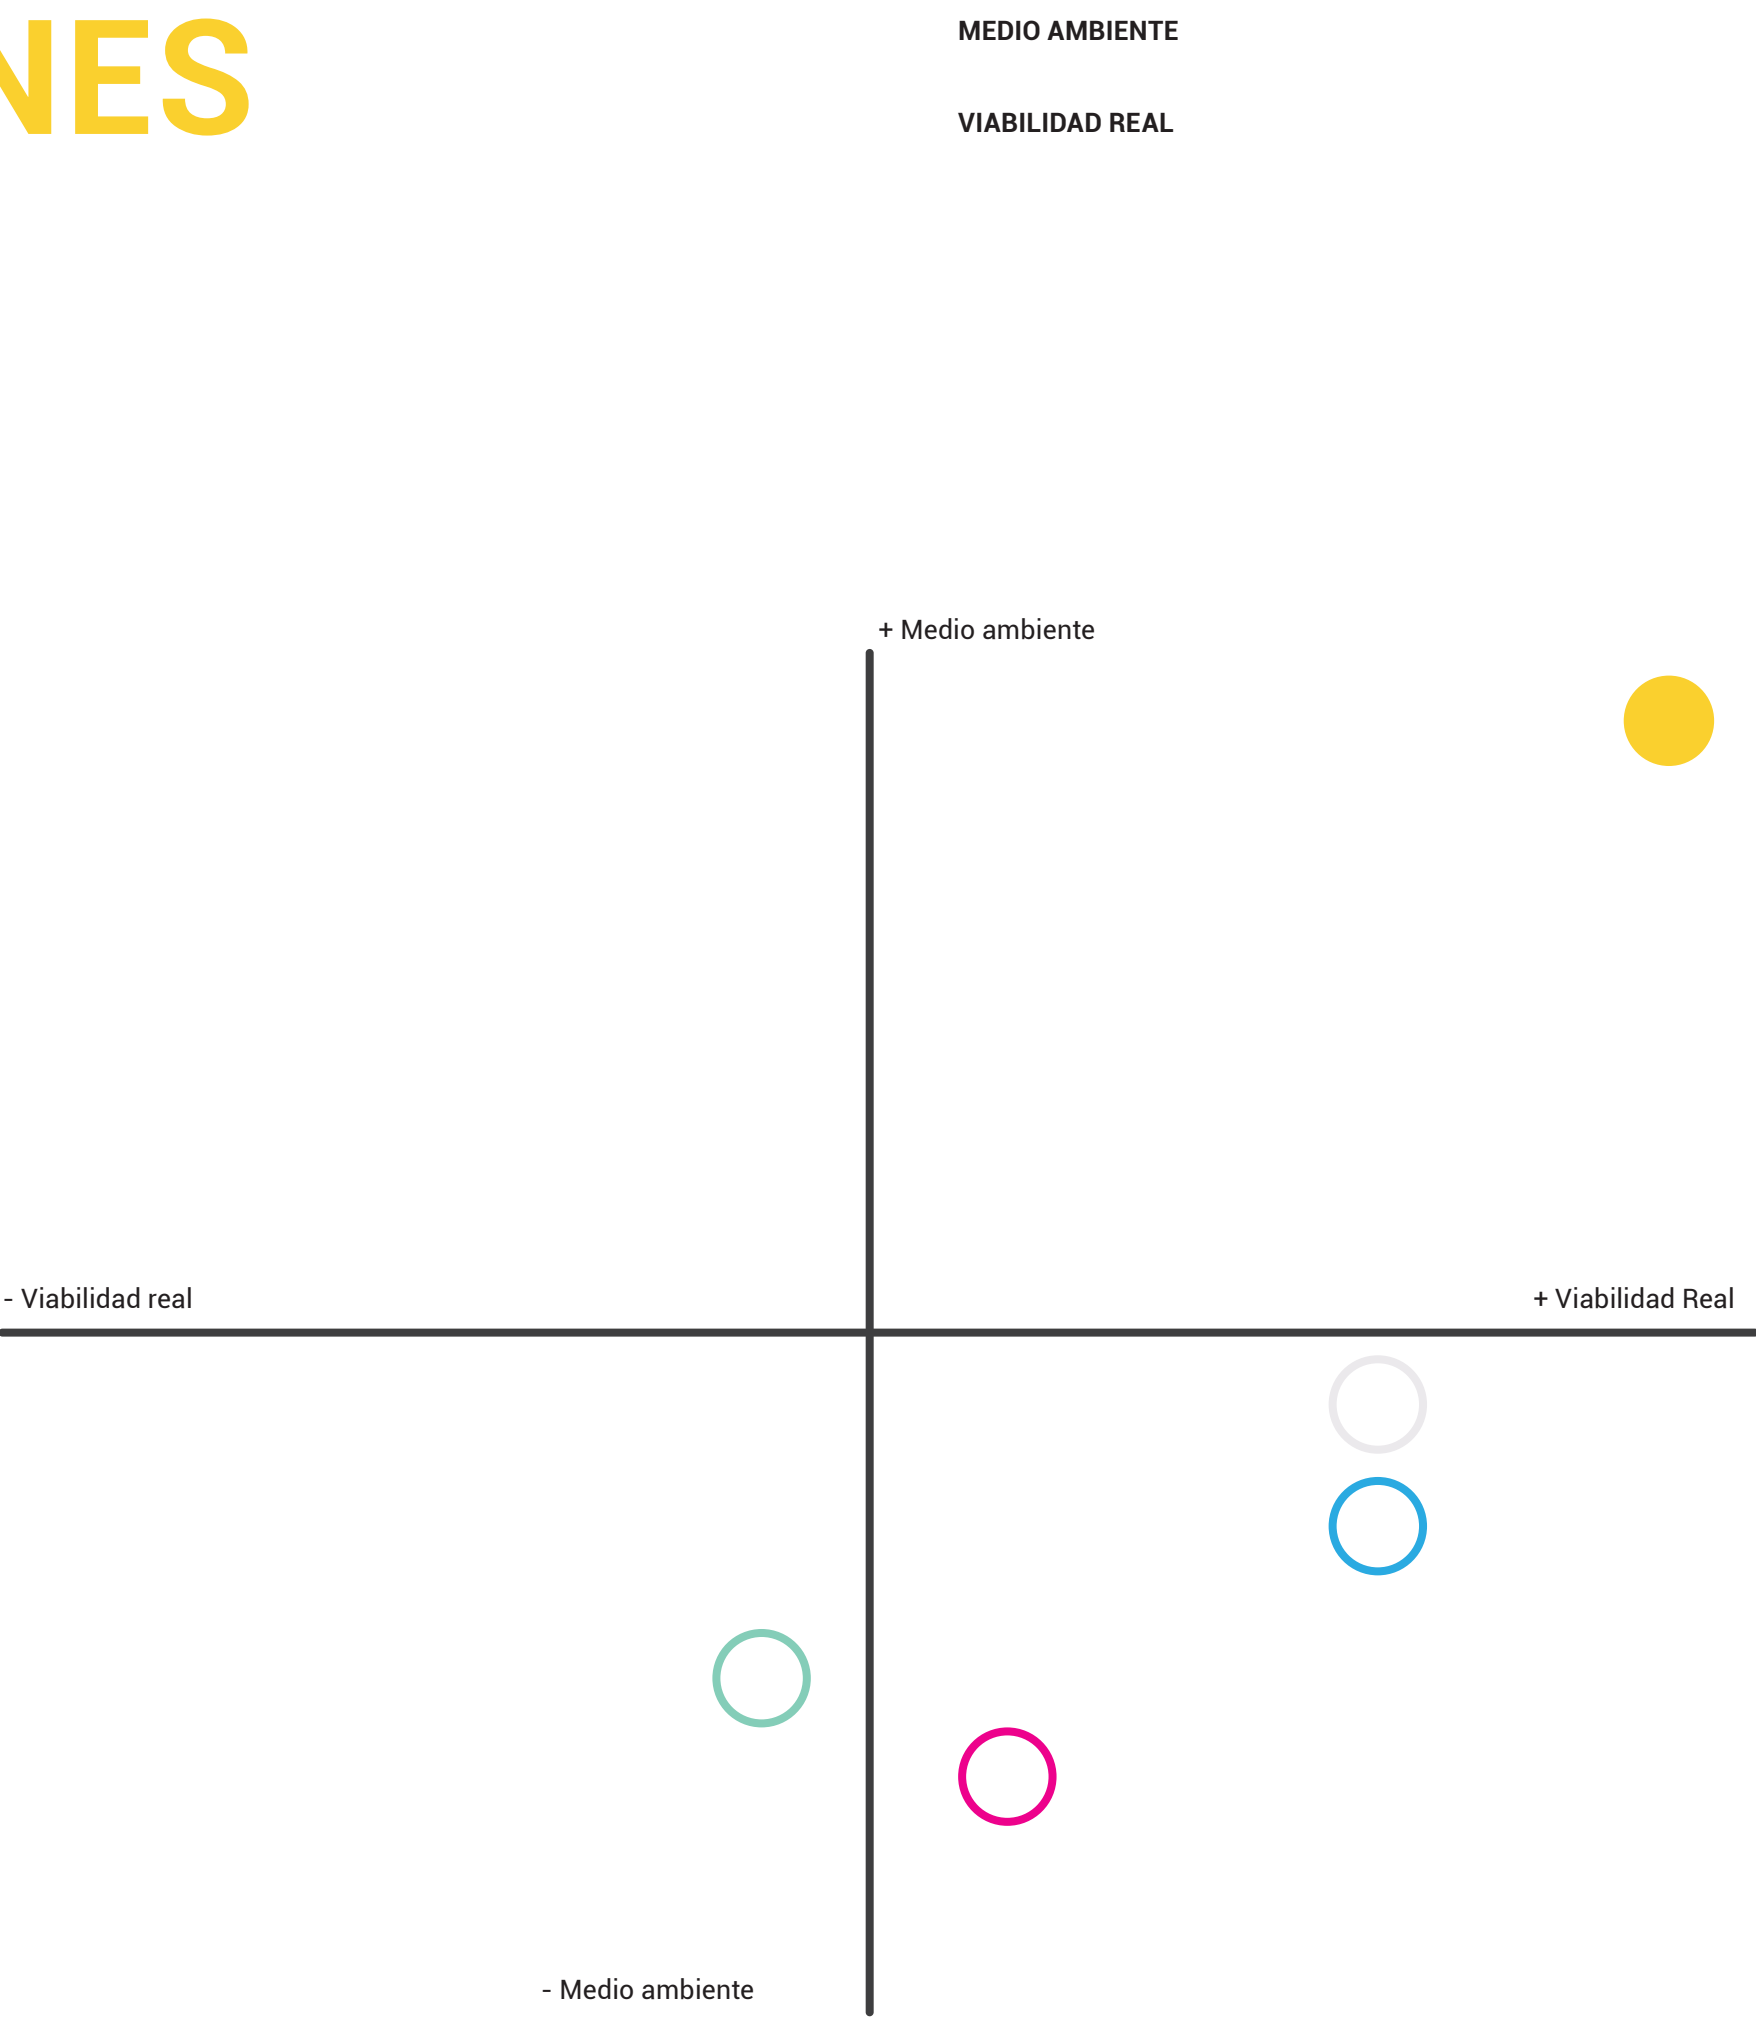 NES
MEDIO AMBIENTE
VIABILIDAD REAL
+ Medio ambiente
- Viabilidad real
+ Viabilidad Real
- Medio ambiente